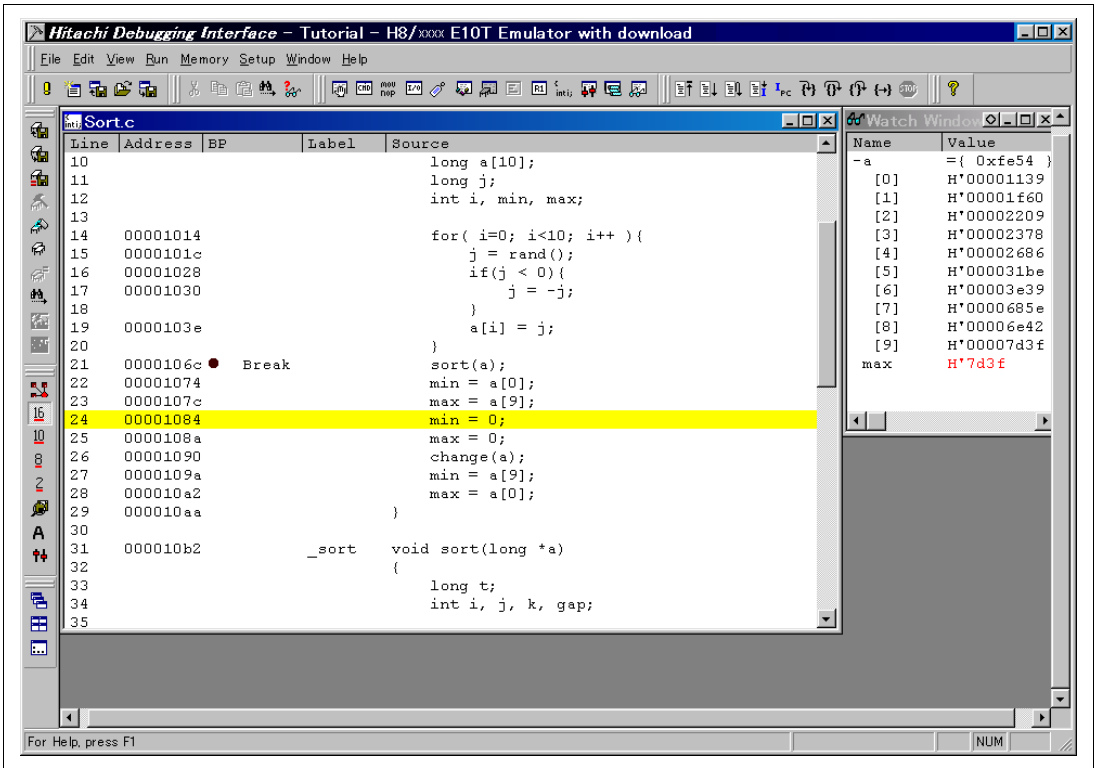 Hitachi Debugging Interface - Tutorial - H8/xxxx E10T Emulator with download
File Edit View Run Memory Setup Window Help
Sort.c
Line Address BP Label Source
10 long a[10];
11 long j;
12 int i, min, max;
13
14 00001014 for( i=0; i<10; i++ ){
15 0000101c j = rand();
16 00001028 if(j < 0){
17 00001030 j = -j;
18 }
19 0000103e a[i] = j;
20 }
21 0000106c Break sort(a);
22 00001074 min = a[0];
23 0000107c max = a[9];
24 00001084 min = 0;
25 0000108a max = 0;
26 00001090 change(a);
27 0000109a min = a[9];
28 000010a2 max = a[0];
29 000010aa }
30
31 000010b2 _sort void sort(long *a)
32 {
33 long t;
34 int i, j, k, gap;
35
Watch Window
Name Value
-a ={ 0xfe54 }
[0] H'00001139
[1] H'00001f60
[2] H'00002209
[3] H'00002378
[4] H'00002686
[5] H'000031be
[6] H'00003e39
[7] H'0000685e
[8] H'00006e42
[9] H'00007d3f
max H'7d3f
16
10
8
2
A
For Help, press F1
NUM